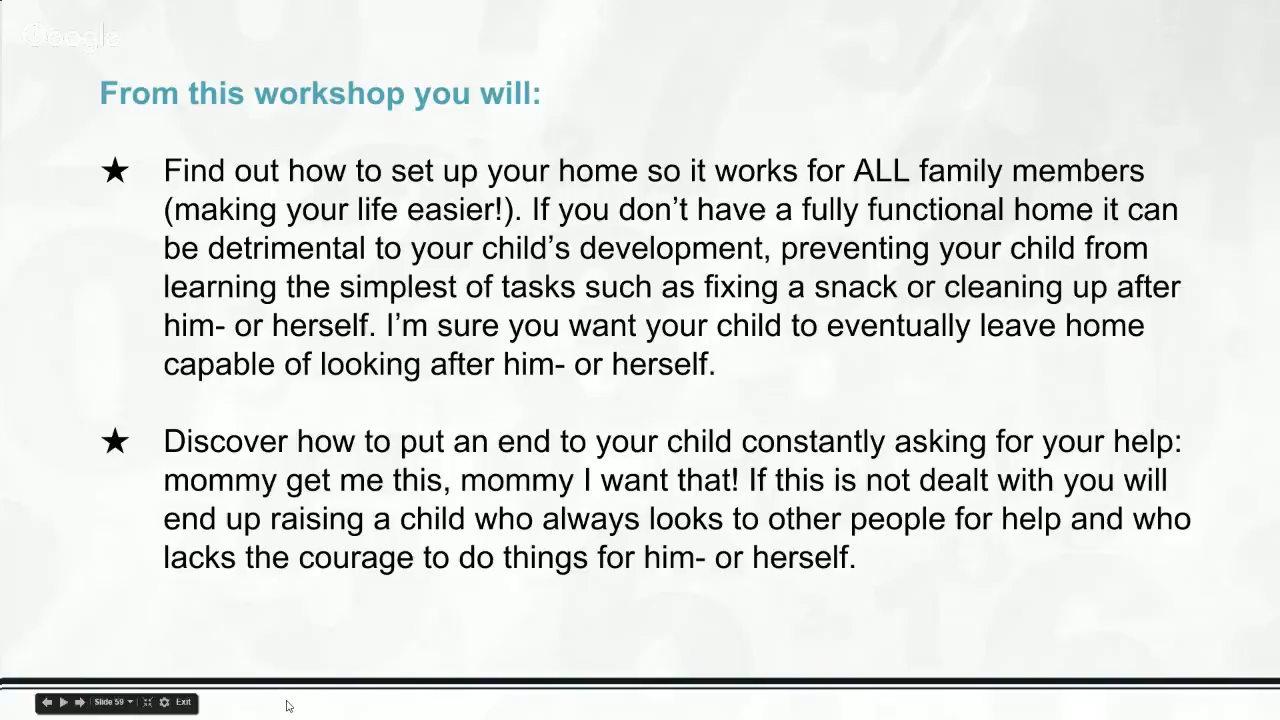 Google
From this workshop you will:
★ Find out how to set up your home so it works for ALL family members
(making your life easier!). If you don’t have a fully functional home it can
be detrimental to your child’s development, preventing your child from
learning the simplest of tasks such as fixing a snack or cleaning up after
him- or herself. I’m sure you want your child to eventually leave home
capable of looking after him- or herself.
★ Discover how to put an end to your child constantly asking for your help:
mommy get me this, mommy I want that! If this is not dealt with you will
end up raising a child who always looks to other people for help and who
lacks the courage to do things for him- or herself.
Slide 59 Exit